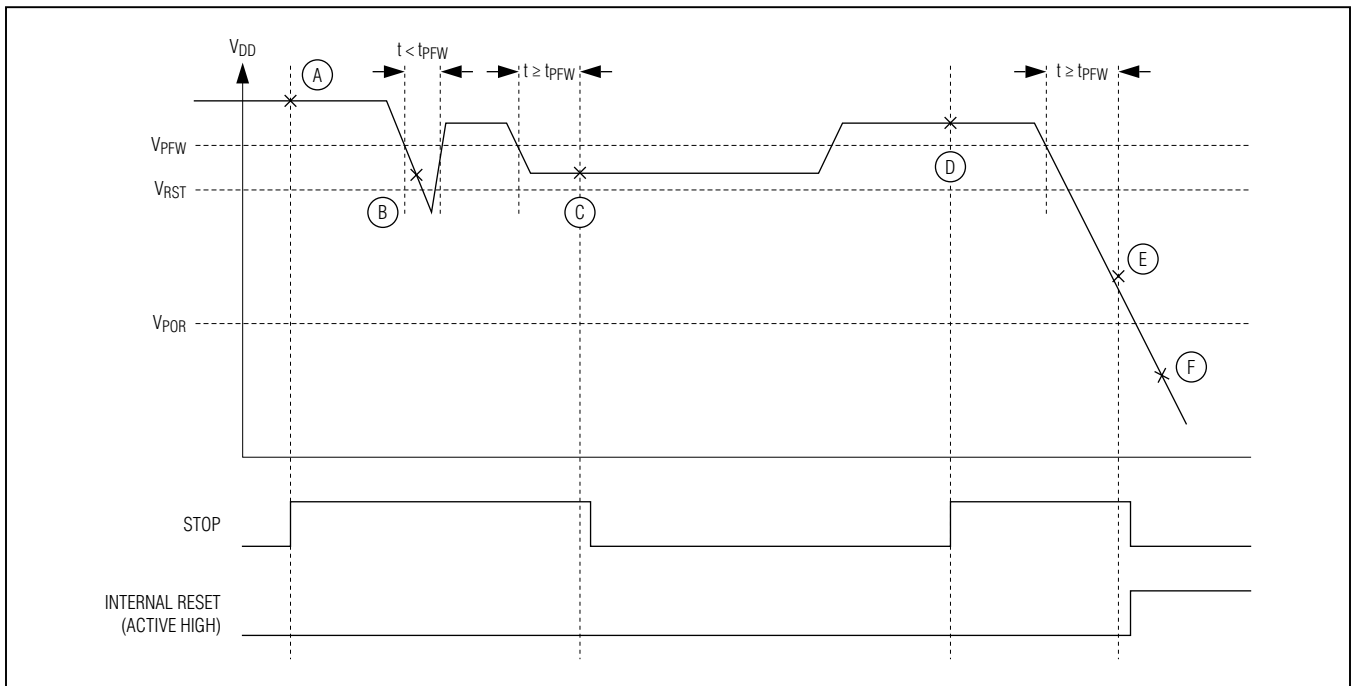 VDD
t < tPFW
t ≥ tPFW
t ≥ tPFW
A
VPFW
VRST
B
C
D
E
VPOR
F
STOP
INTERNAL RESET
(ACTIVE HIGH)